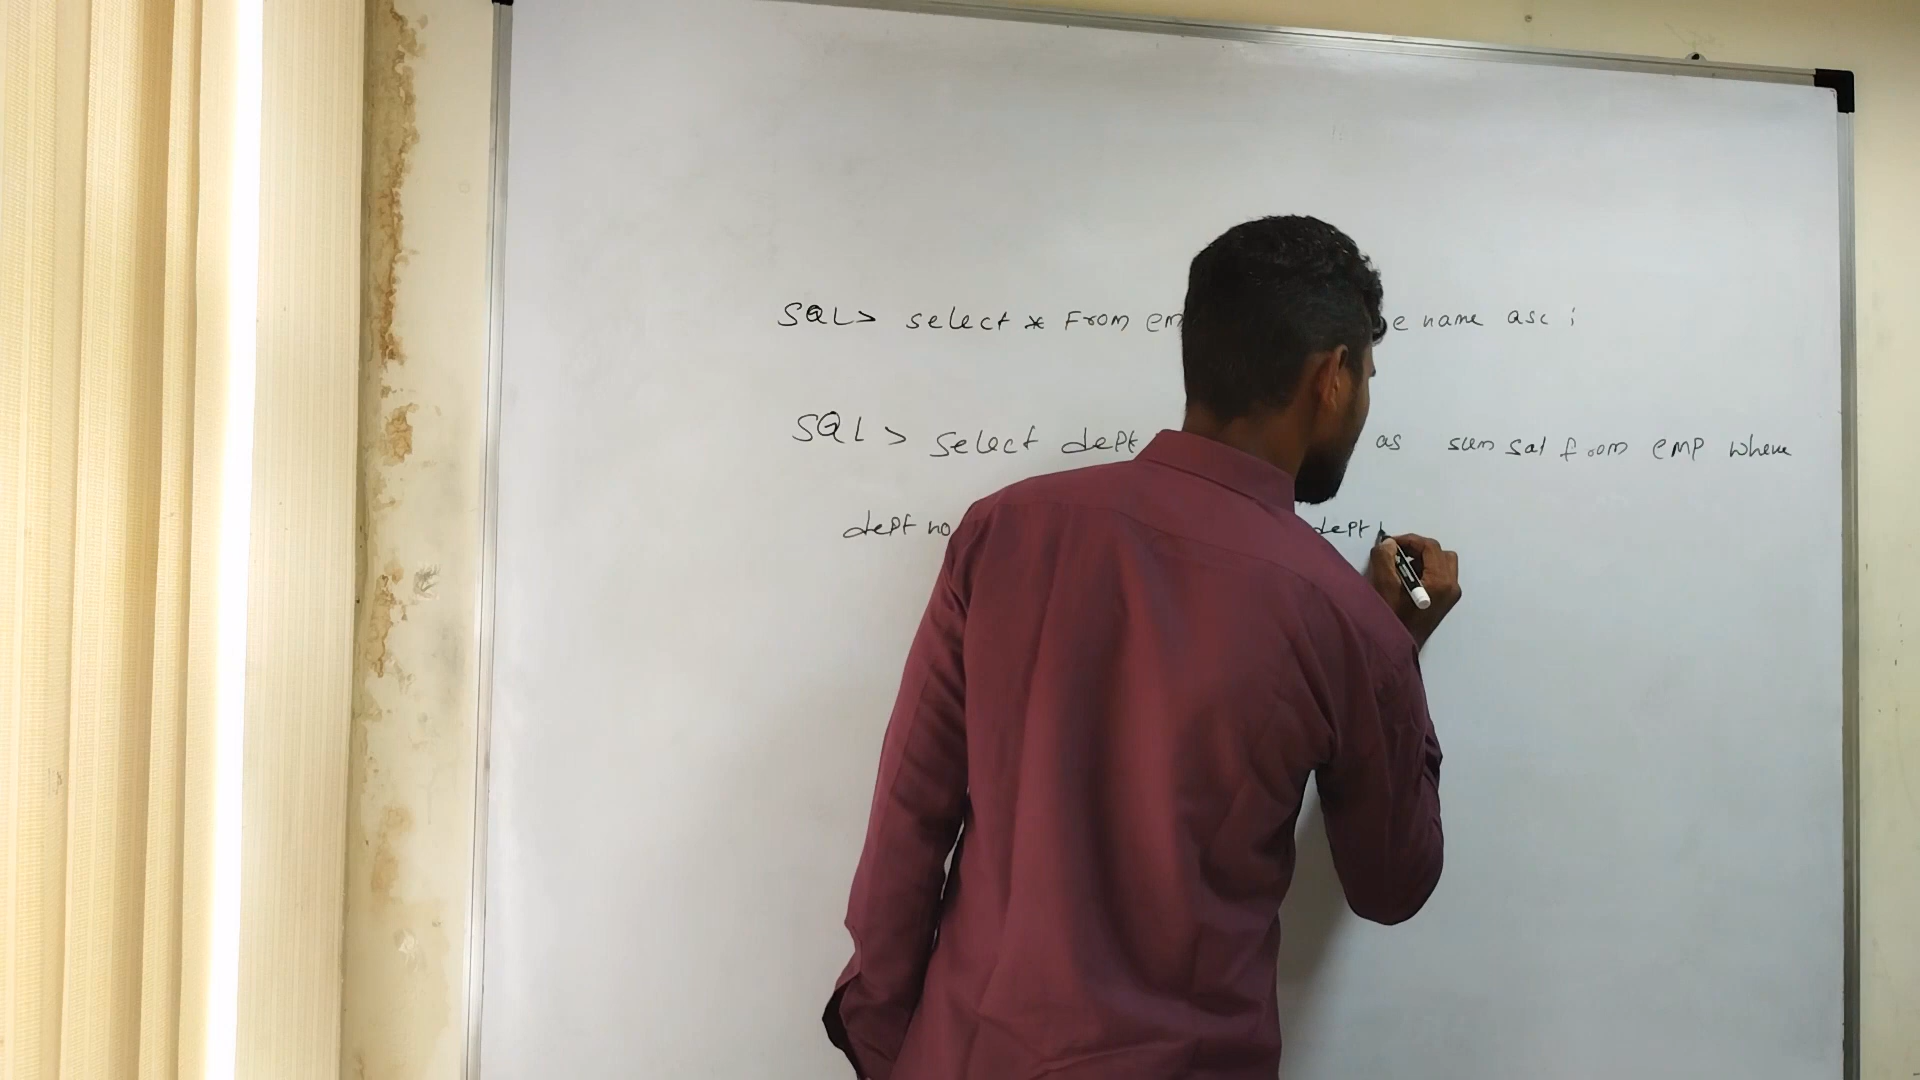 SQL> select * From em e name asc ;
SQL > select dept as sum sal from emp where
dept no dept